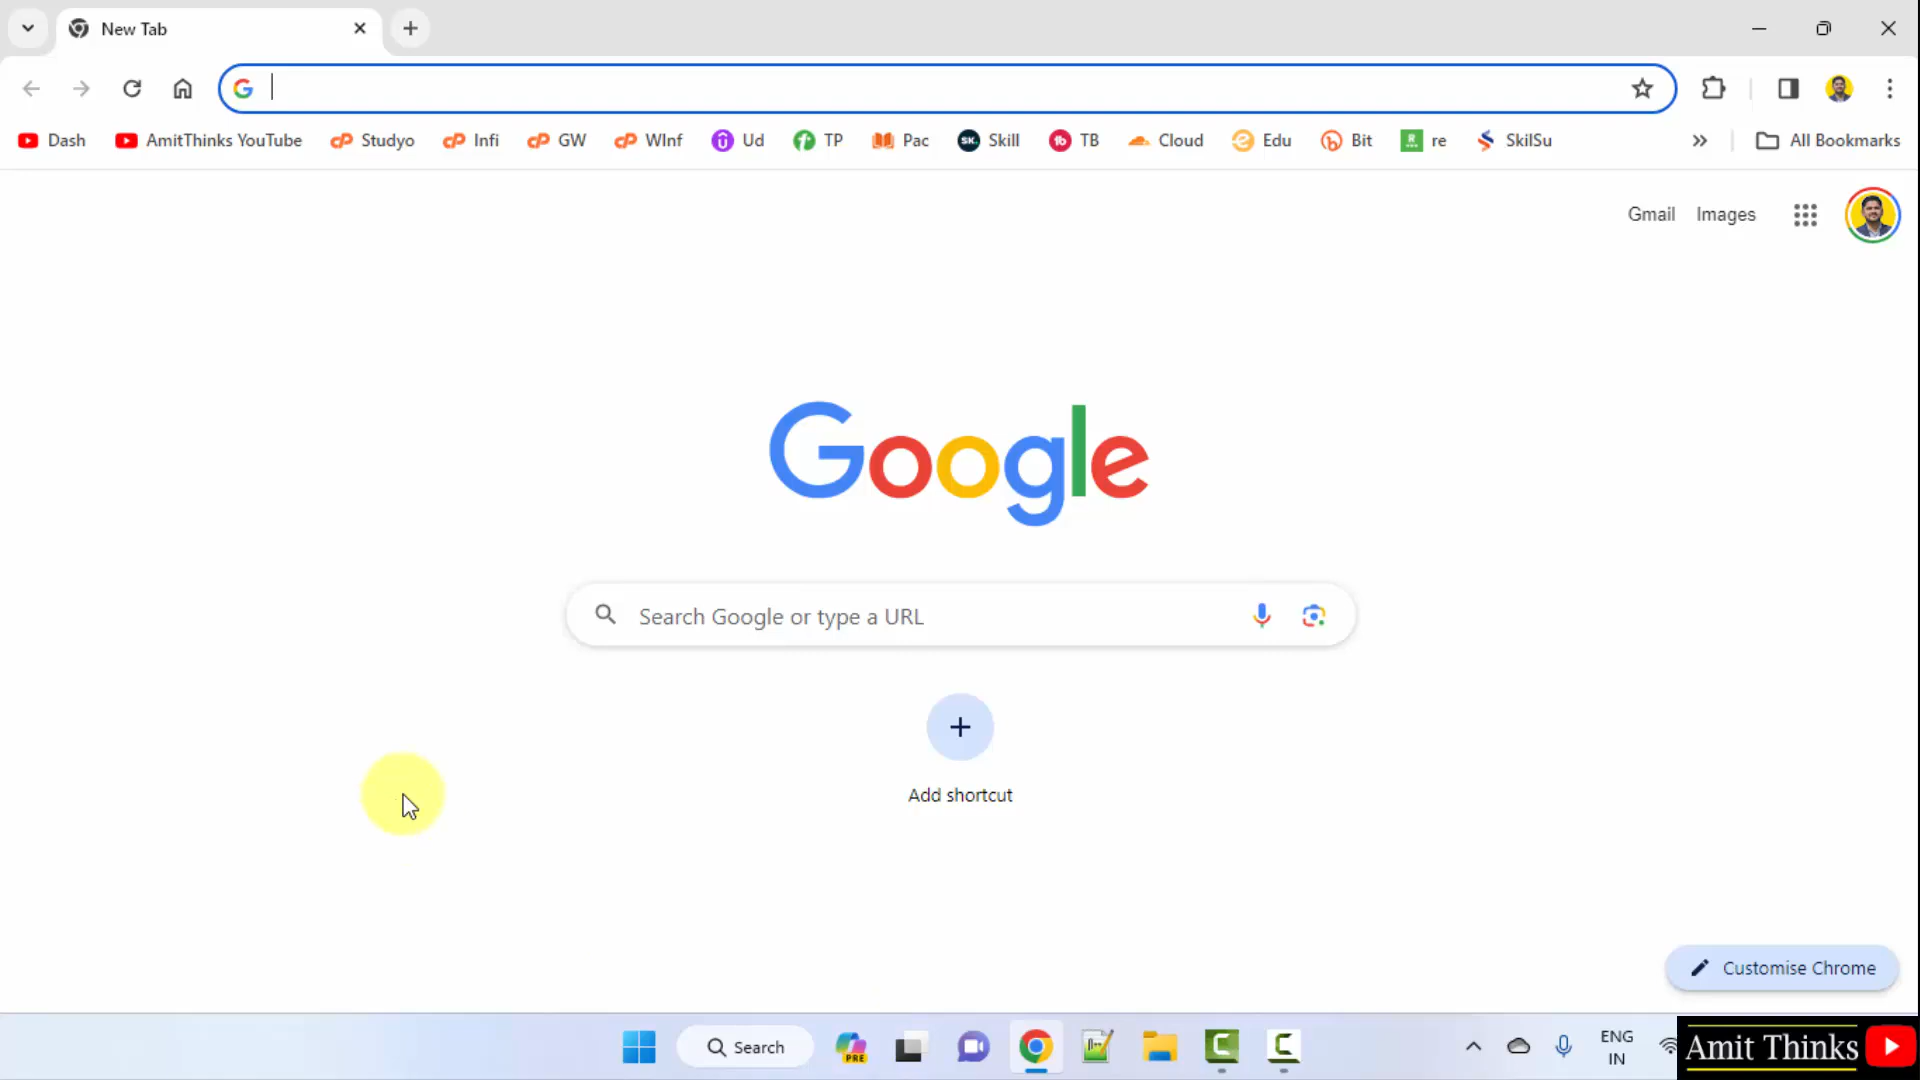 New Tab
Dash
AmitThinks YouTube
Studyo
Infi
GW
WInf
Ud
TP
Pac
Skill
TB
Cloud
Edu
Bit
re
SkilSu
All Bookmarks
Gmail
Images
Google
Search Google or type a URL
Add shortcut
Customise Chrome
Search
PRE
ENG
IN
Amit Thinks